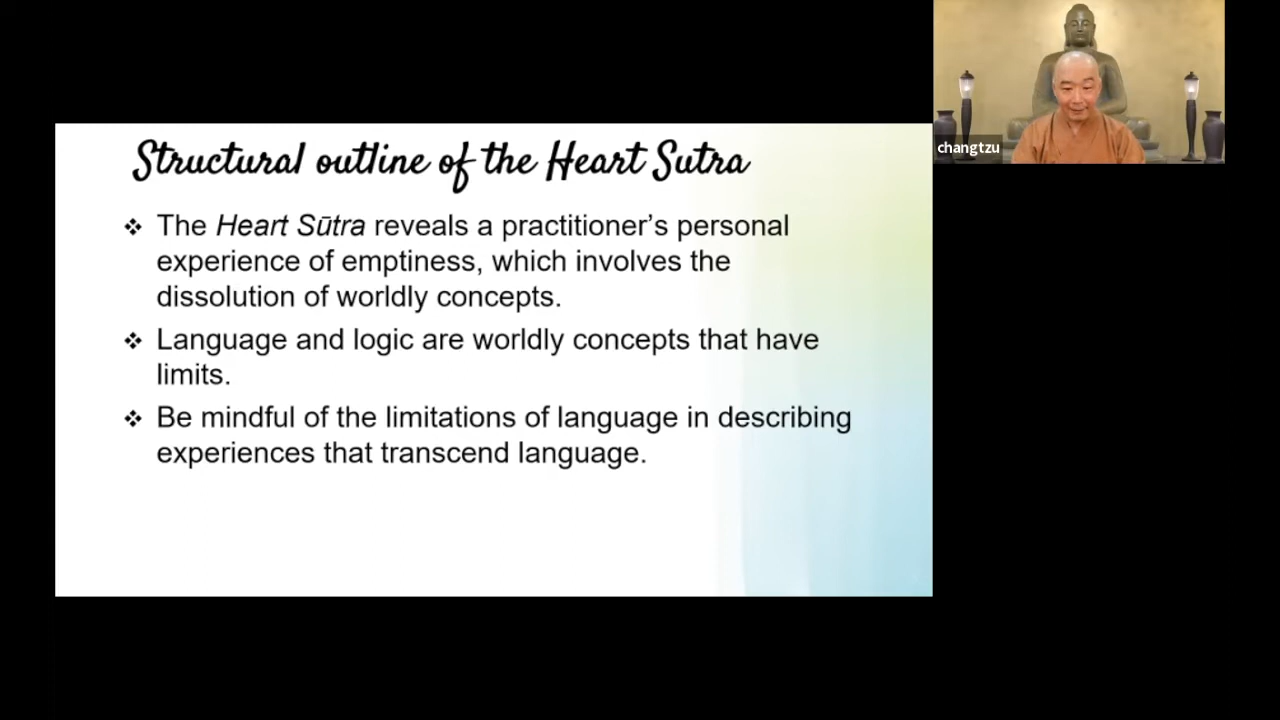 Structural outline of the Heart Sutra
❖ The Heart Sūtra reveals a practitioner’s personal
experience of emptiness, which involves the
dissolution of worldly concepts.
❖ Language and logic are worldly concepts that have
limits.
❖ Be mindful of the limitations of language in describing
experiences that transcend language.
changtzu